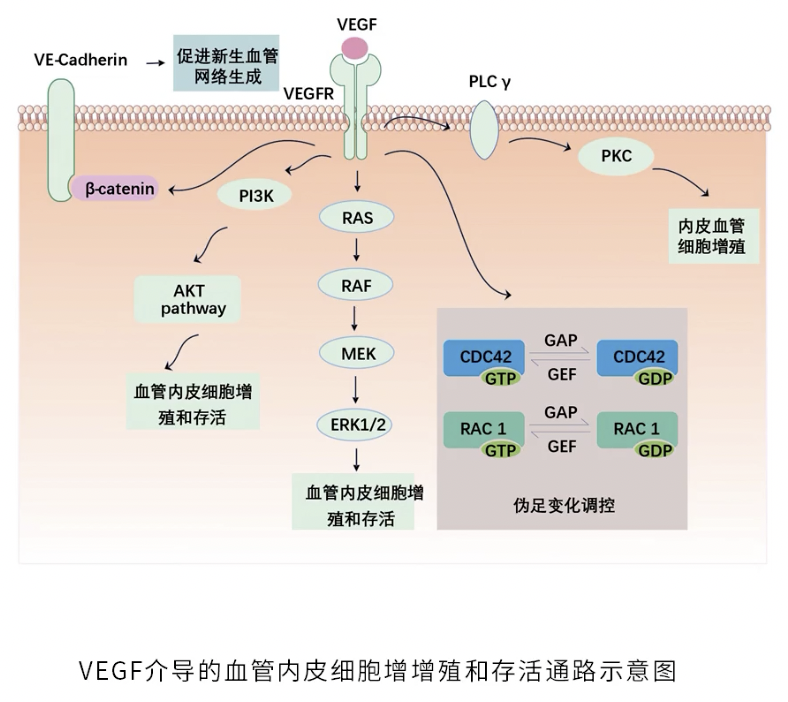 VEGF
VE-Cadherin
促进新生血管
网络生成
VEGFR
PLC γ
PKC
β-catenin
PI3K
内皮血管
细胞增殖
RAS
AKT
pathway
RAF
血管内皮细胞增
殖和存活
MEK
ERK1/2
血管内皮细胞增
殖和存活
CDC42
GTP
GAP
GEF
CDC42
GDP
RAC 1
GTP
GAP
GEF
RAC 1
GDP
伪足变化调控
VEGF介导的血管内皮细胞增增殖和存活通路示意图